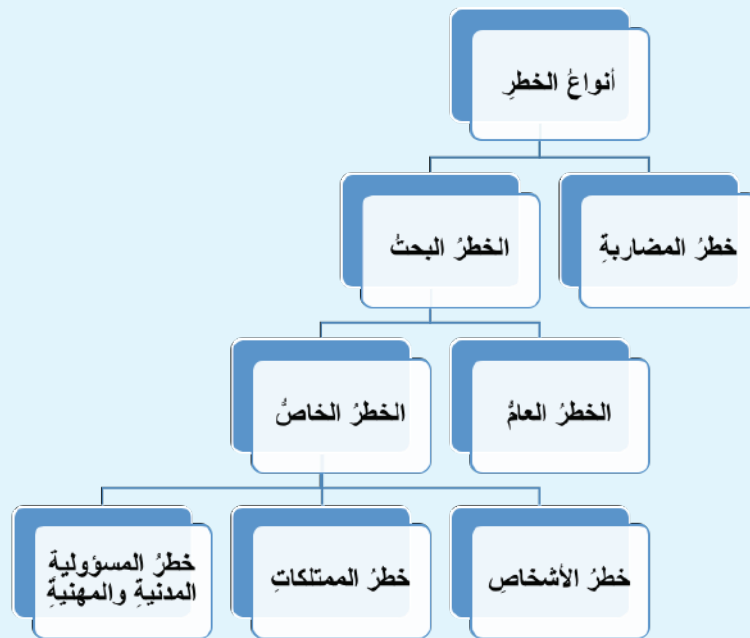 أنواعُ الخطرِ
خطرُ المضاربةِ
الخطرُ البحتُ
الخطرُ العامُّ
الخطرُ الخاصُّ
خطرُ الأشخاصِ
خطرُ الممتلكاتِ
خطرُ المسؤوليةِ
المدنيةِ والمهنيةِ